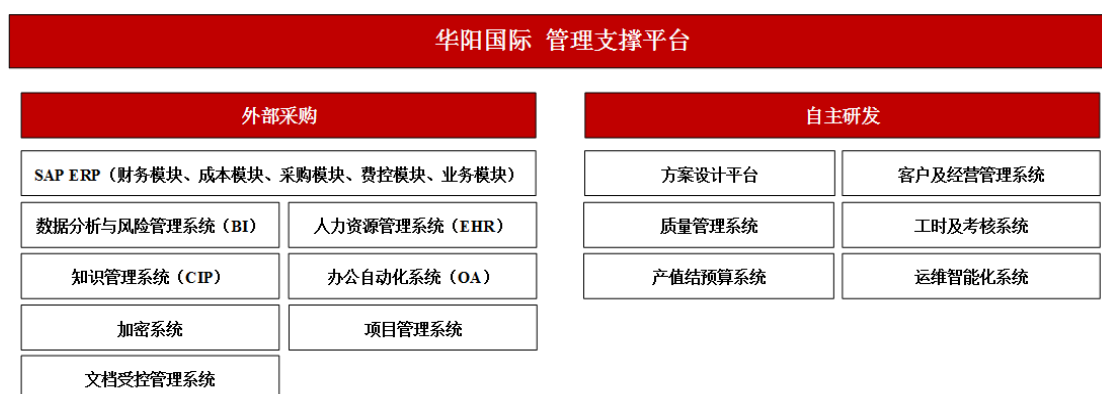 华阳国际 管理支撑平台
外部采购
自主研发
SAP ERP（财务模块、成本模块、采购模块、费控模块、业务模块）
方案设计平台
客户及经营管理系统
数据分析与风险管理系统（BI）
人力资源管理系统（EHR）
质量管理系统
工时及考核系统
知识管理系统（CIP）
办公自动化系统（OA）
产值结预算系统
运维智能化系统
加密系统
项目管理系统
文档受控管理系统